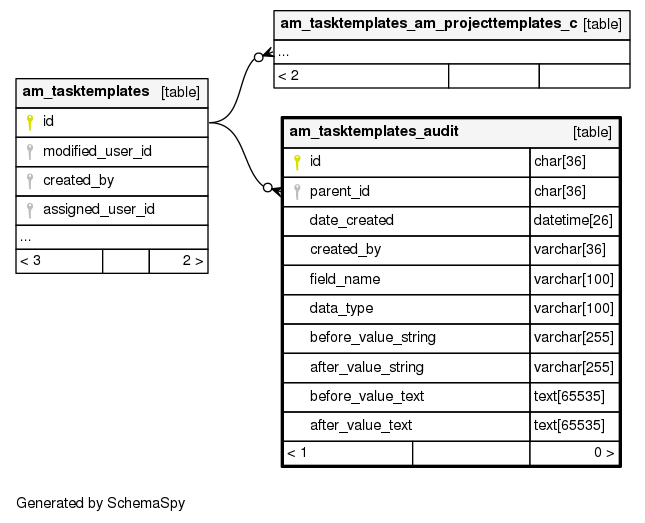 am_tasktemplates_am_projecttemplates_c [table]
...
< 2
am_tasktemplates [table]
id
modified_user_id
created_by
assigned_user_id
...
< 3 2 >
am_tasktemplates_audit [table]
id char[36]
parent_id char[36]
date_created datetime[26]
created_by varchar[36]
field_name varchar[100]
data_type varchar[100]
before_value_string varchar[255]
after_value_string varchar[255]
before_value_text text[65535]
after_value_text text[65535]
< 1 0 >
Generated by SchemaSpy